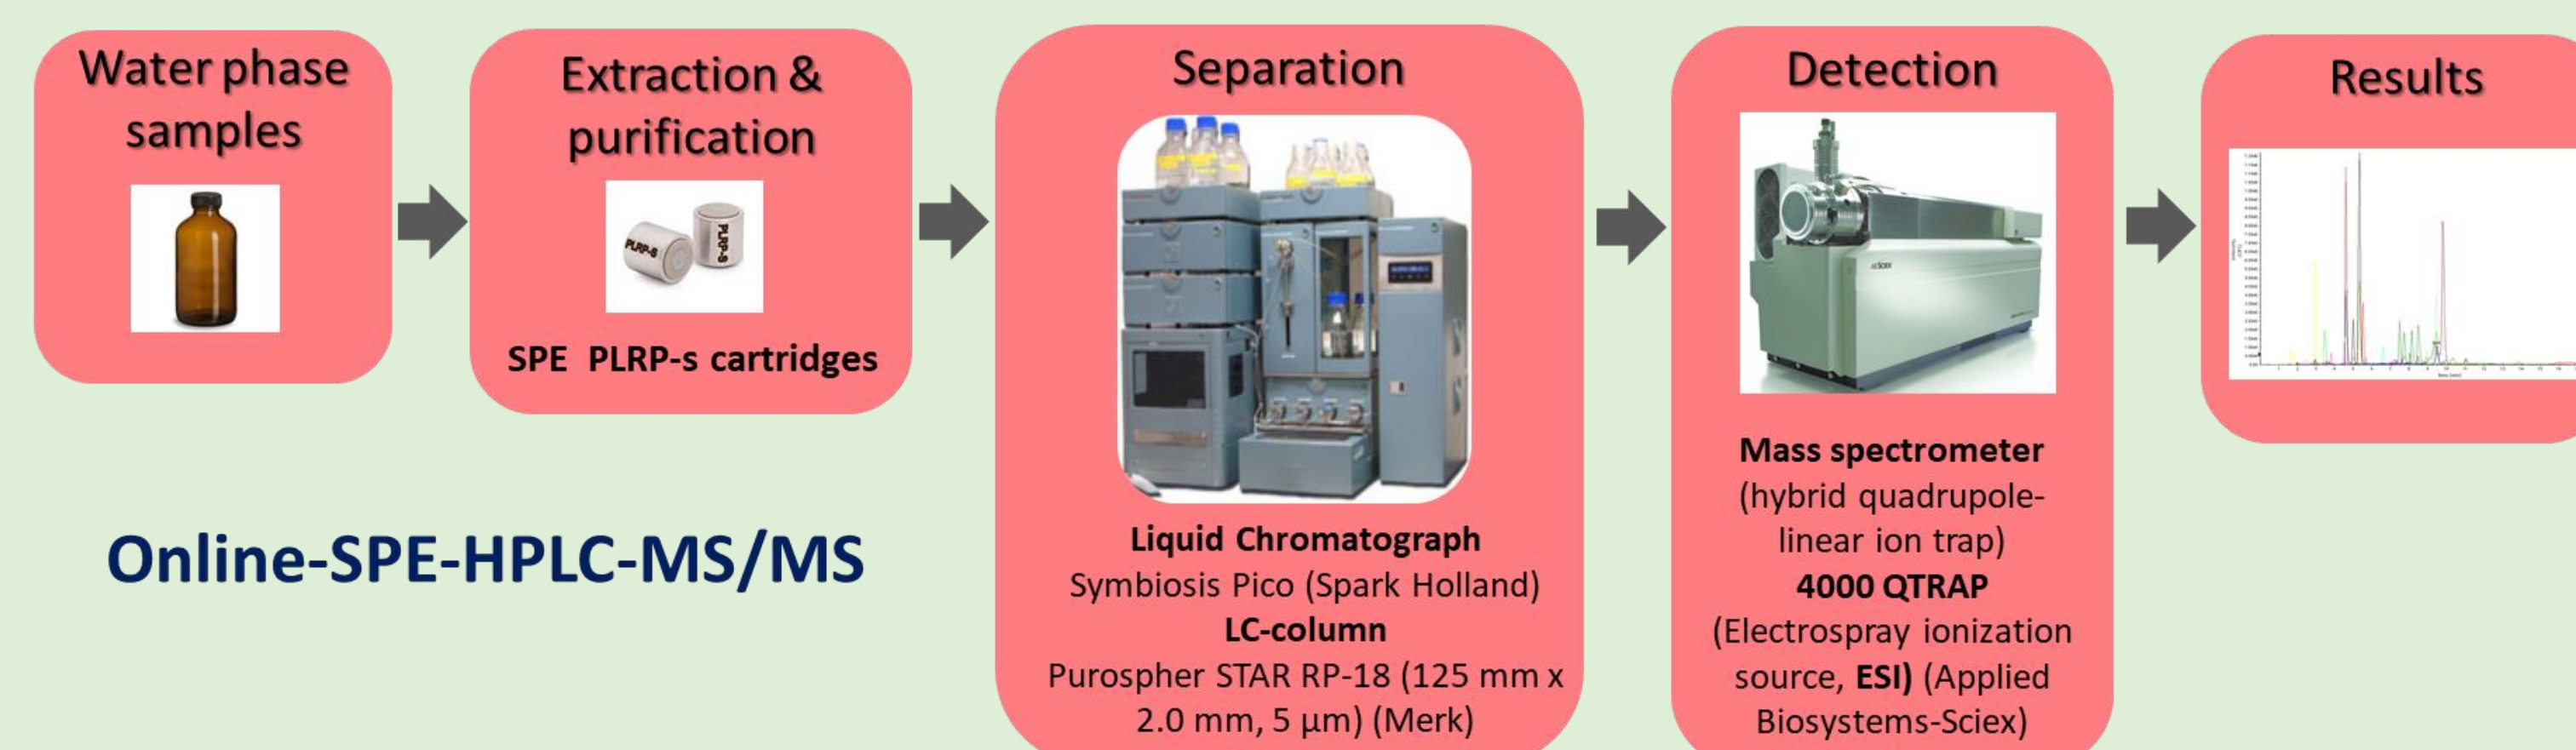 Water phase
samples
Extraction &
purification
PLRP-S
PLRP-S
SPE PLRP-s cartridges
Separation
Liquid Chromatograph
Symbiosis Pico (Spark Holland)
LC-column
Purospher STAR RP-18 (125 mm x
2.0 mm, 5 µm) (Merk)
Detection
Mass spectrometer
(hybrid quadrupole-
linear ion trap)
4000 QTRAP
(Electrospray ionization
source, ESI) (Applied
Biosystems-Sciex)
Results
Online-SPE-HPLC-MS/MS